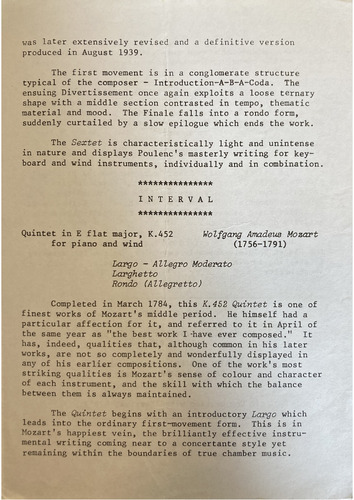 was later extensively revised and a definitive version
produced in August 1939.
The first movement is in a conglomerate structure
typical of the composer - Introduction-A-B-A-Coda. The
ensuing Divertissement once again exploits a loose ternary
shape with a middle section contrasted in tempo, thematic
material and mood. The Finale falls into a rondo form,
suddenly curtailed by a slow epilogue which ends the work.
The Sextet is characteristically light and unintense
in nature and displays Poulenc's masterly writing for key-
board and wind instruments, individually and in combination.
***************
I N T E R V A L
***************
Quintet in E flat major, K.452 Wolfgang Amadeus Mozart
for piano and wind (1756-1791)
Largo - Allegro Moderato
Larghetto
Rondo (Allegretto)
Completed in March 1784, this K.452 Quintet is one of
finest works of Mozart's middle period. He himself had a
particular affection for it, and referred to it in April of
the same year as "the best work I have ever composed." It
has, indeed, qualities that, although common in his later
works, are not so completely and wonderfully displayed in
any of his earlier compositions. One of the work's most
striking qualities is Mozart's sense of colour and character
of each instrument, and the skill with which the balance
between them is always maintained.
The Quintet begins with an introductory Largo which
leads into the ordinary first-movement form. This is in
Mozart's happiest vein, the brilliantly effective instru-
mental writing coming near to a concertante style yet
remaining within the boundaries of true chamber music.